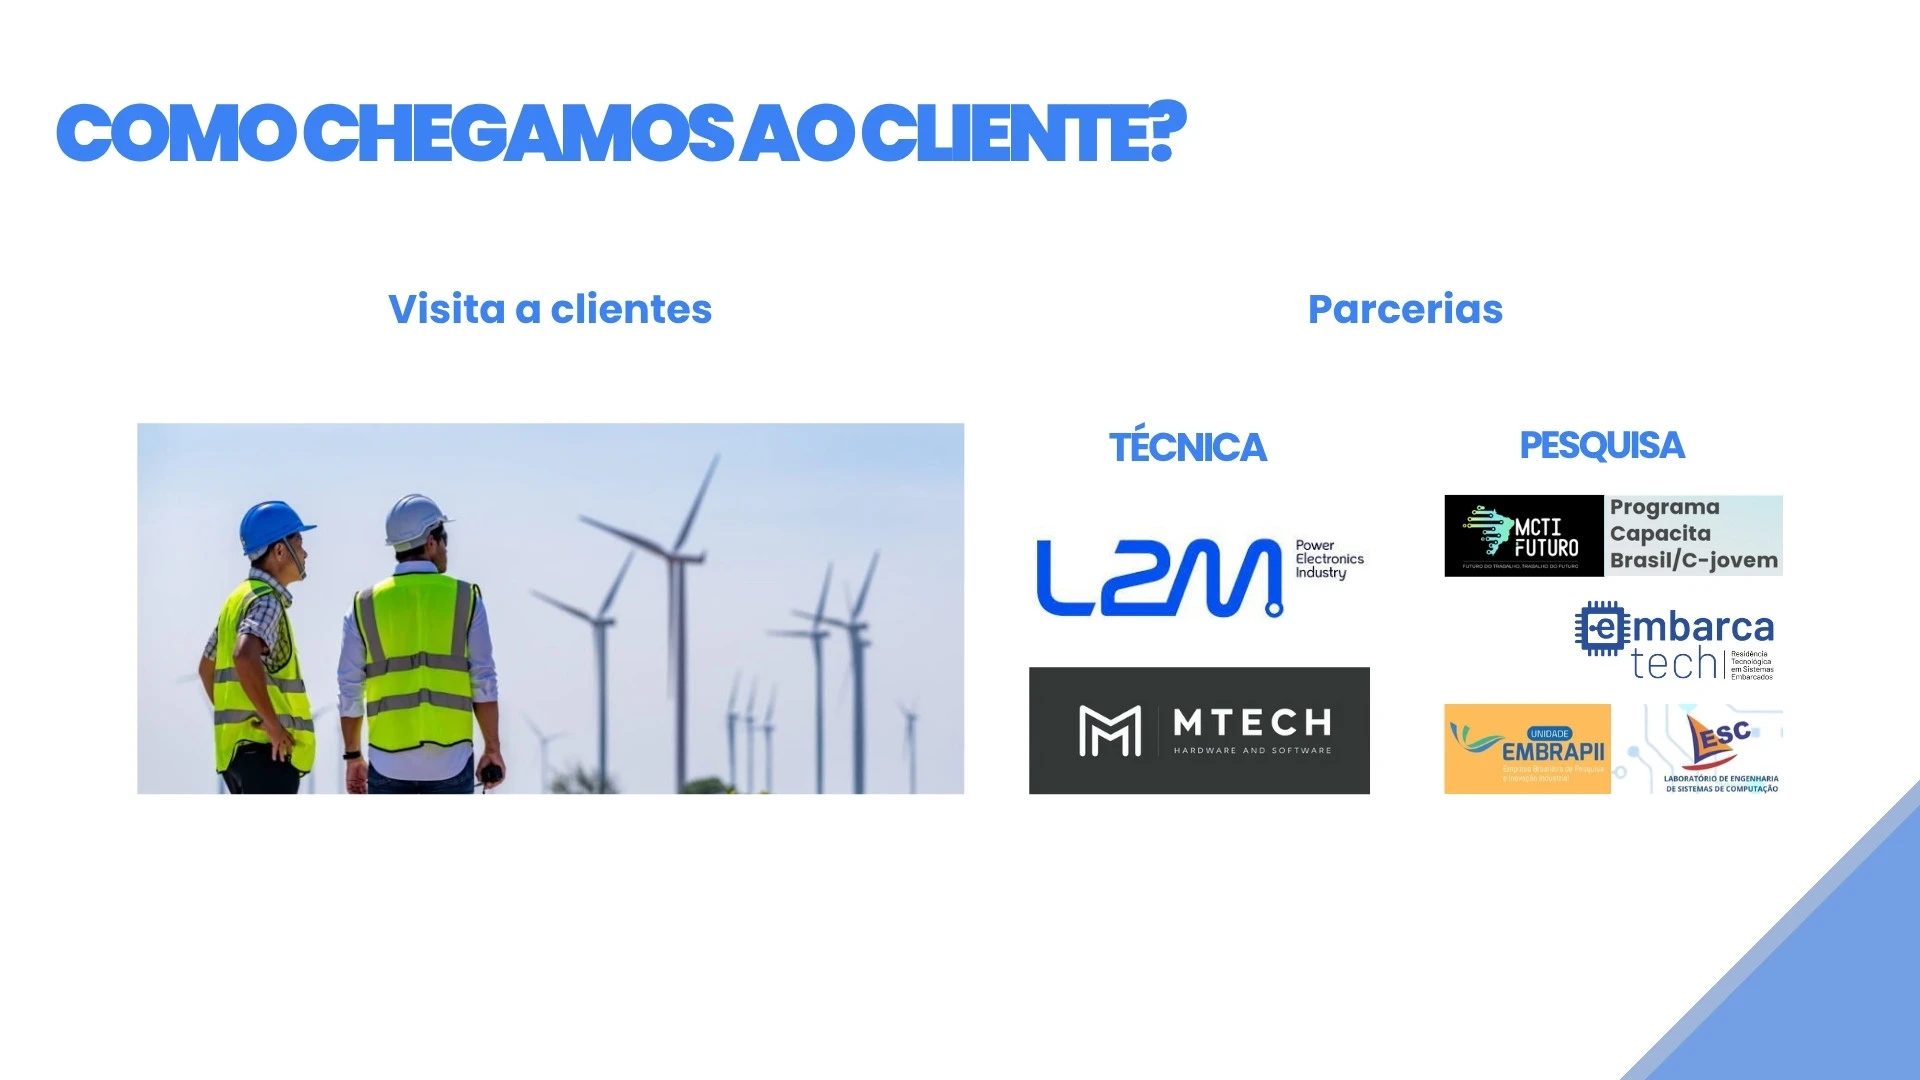 COMO CHEGAMOS AO CLIENTE?
Visita a clientes
Parcerias
TÉCNICA
L2M
Power
Electronics
Industry
MTECH
HARDWARE AND SOFTWARE
PESQUISA
MCTI
FUTURO
FUTURO DO TRABALHO, TRABALHO DO FUTURO
Programa
Capacita
Brasil/C-jovem
embarca
tech
Residência
Tecnológica
em Sistemas
Embarcados
UNIDADE
EMBRAPII
Empresa Brasileira de Pesquisa
e Inovação Industrial
LESC
LABORATÓRIO DE ENGENHARIA
DE SISTEMAS DE COMPUTAÇÃO